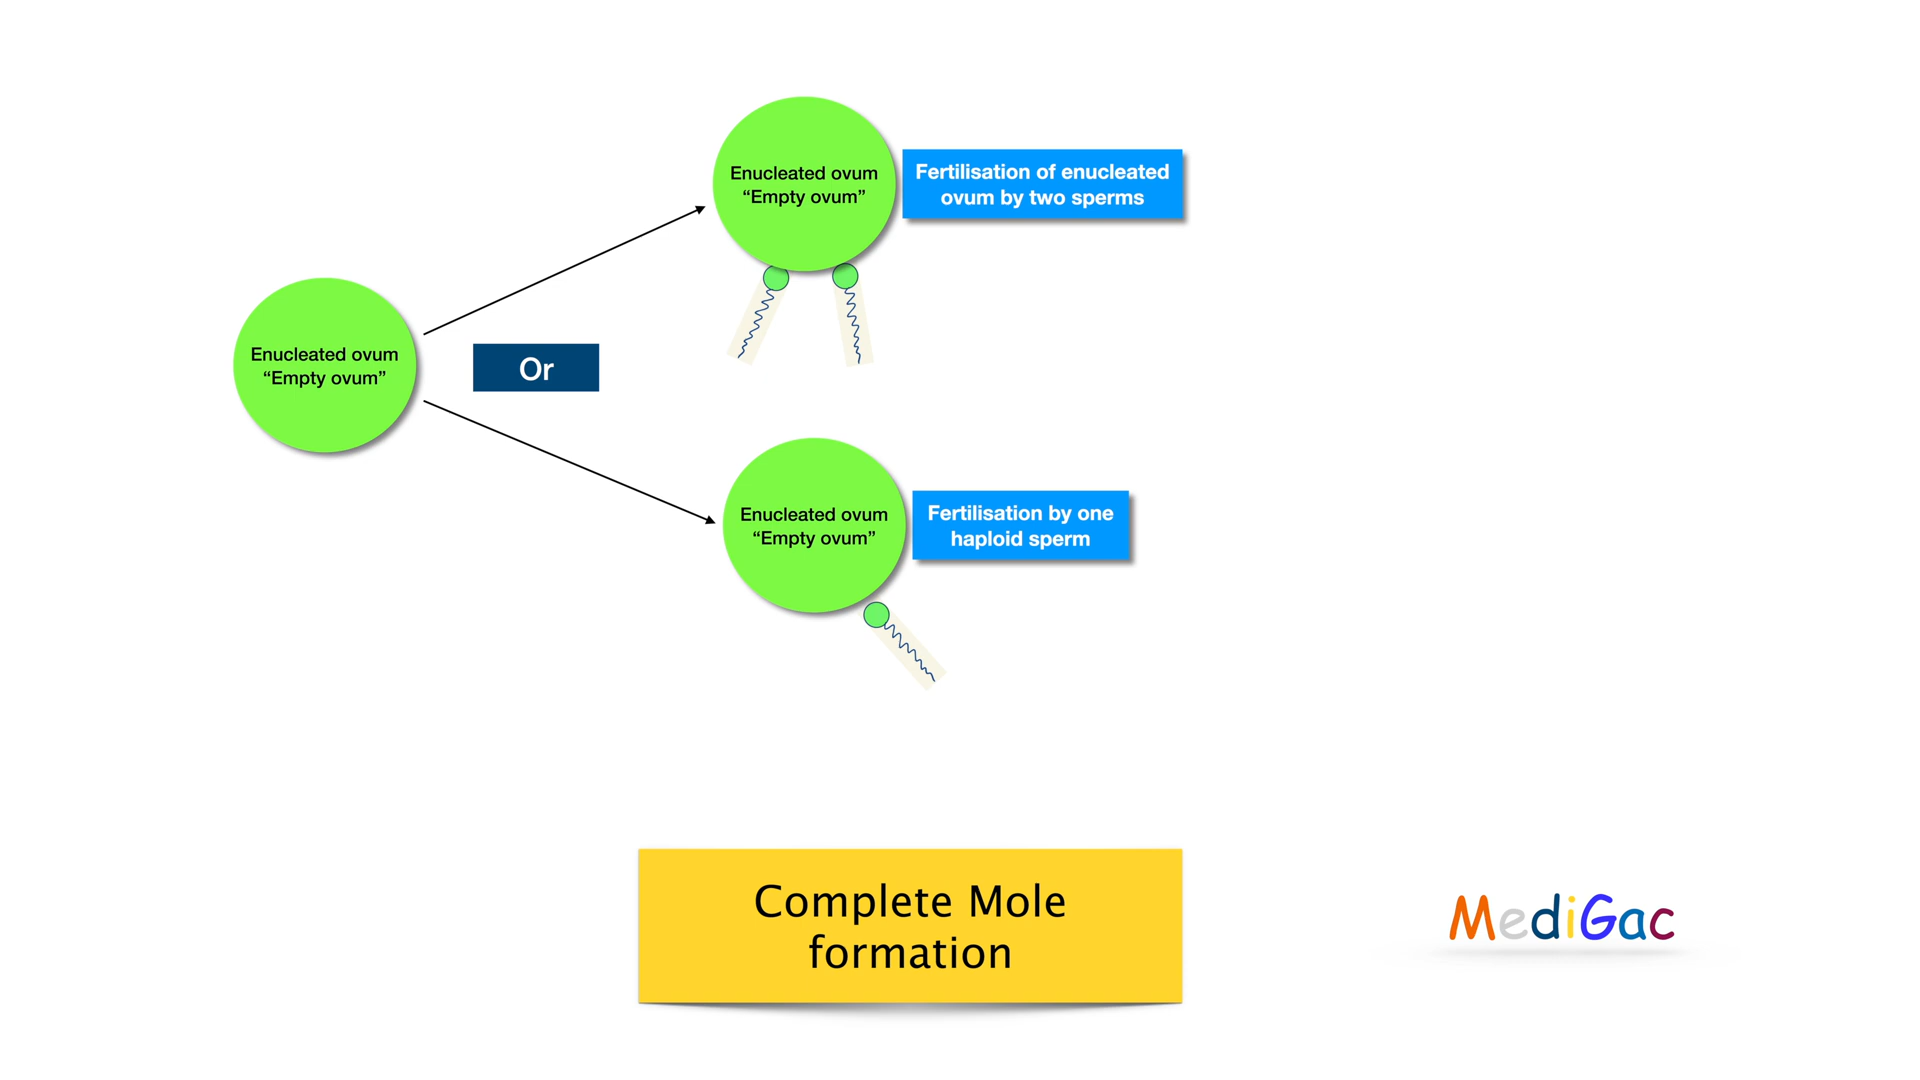 Enucleated ovum
“Empty ovum”
Fertilisation of enucleated
ovum by two sperms
Enucleated ovum
“Empty ovum”
Or
Enucleated ovum
“Empty ovum”
Fertilisation by one
haploid sperm
Complete Mole
formation
MediGac